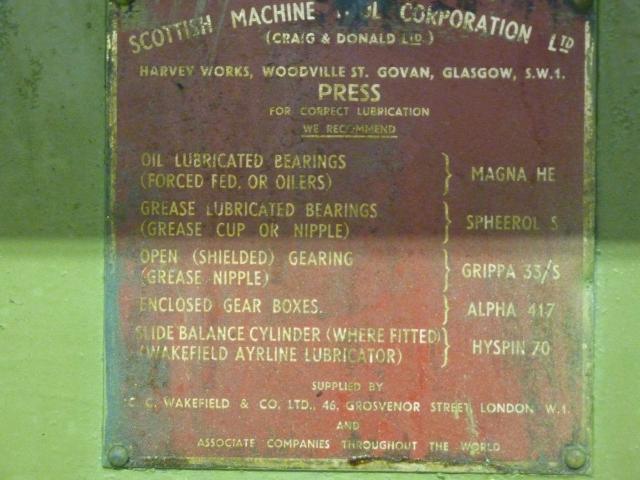 SCOTTISH MACHINE TOOL CORPORATION LTD
(CRAIG & DONALD LTD.)
HARVEY WORKS, WOODVILLE ST. GOVAN, GLASGOW, S.W.1.
PRESS
FOR CORRECT LUBRICATION
WE RECOMMEND
OIL LUBRICATED BEARINGS
(FORCED FED. OR OILERS) } MAGNA HE
GREASE LUBRICATED BEARINGS
(GREASE CUP OR NIPPLE) } SPHEEROL S
OPEN (SHIELDED) GEARING
(GREASE NIPPLE) } GRIPPA 33/S
ENCLOSED GEAR BOXES. } ALPHA 417
SLIDE BALANCE CYLINDER (WHERE FITTED)
(WAKEFIELD AYRLINE LUBRICATOR) } HYSPIN 70
SUPPLIED BY
C. C. WAKEFIELD & CO. LTD., 46, GROSVENOR STREET, LONDON W.1.
AND
ASSOCIATE COMPANIES THROUGHOUT THE WORLD